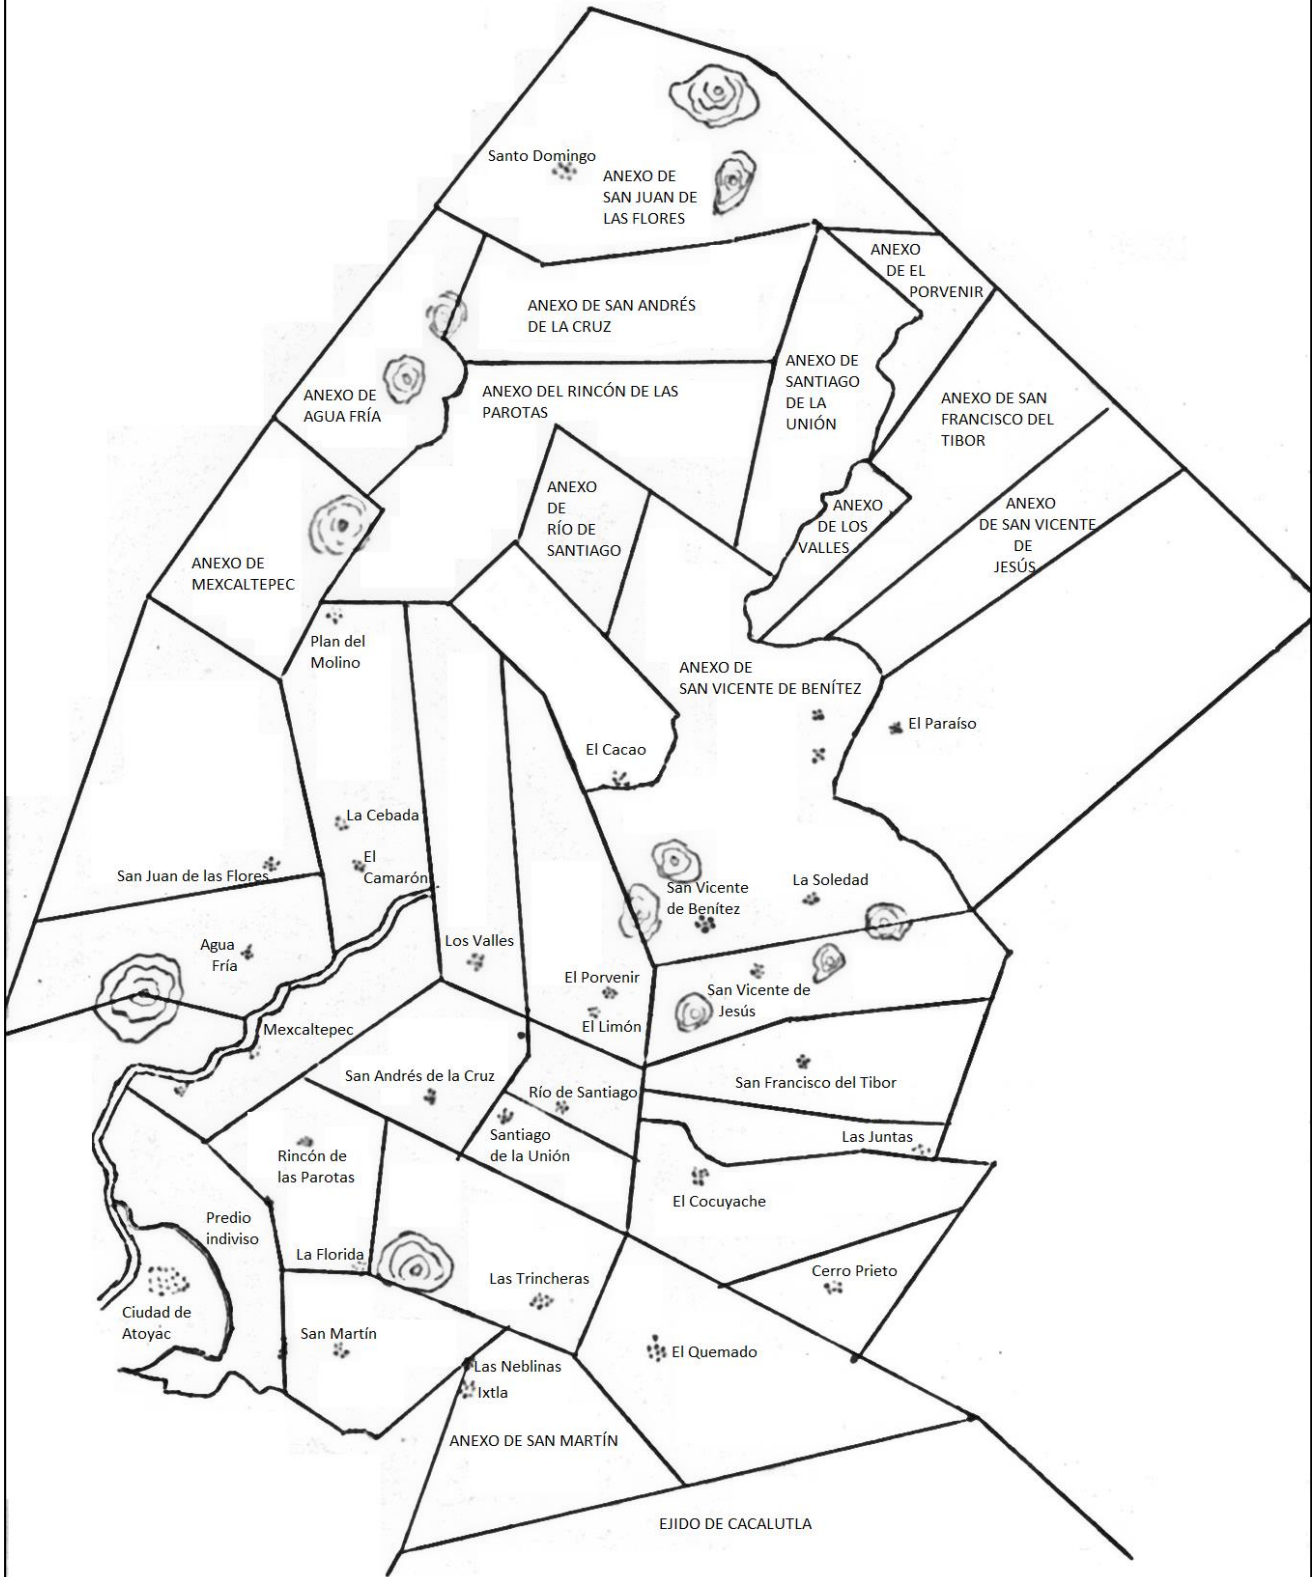 Santo Domingo
ANEXO DE
SAN JUAN DE
LAS FLORES
ANEXO
DE EL
PORVENIR
ANEXO DE SAN ANDRÉS
DE LA CRUZ
ANEXO DE
AGUA FRÍA
ANEXO DEL RINCÓN DE LAS
PAROTAS
ANEXO DE
SANTIAGO
DE LA
UNIÓN
ANEXO DE SAN
FRANCISCO DEL
TIBOR
ANEXO
DE
RÍO DE
SANTIAGO
ANEXO
DE LOS
VALLES
ANEXO
DE SAN VICENTE
DE
JESÚS
ANEXO DE
MEXCALTEPEC
Plan del
Molino
ANEXO DE
SAN VICENTE DE BENÍTEZ
El Paraíso
El Cacao
La Cebada
El
Camarón
San Juan de las Flores
San Vicente
de Benítez
La Soledad
Agua
Fría
Los Valles
El Porvenir
El Limón
San Vicente de
Jesús
Mexcaltepec
San Andrés de la Cruz
Río de Santiago
San Francisco del Tibor
Santiago
de la Unión
Las Juntas
Rincón de
las Parotas
El Cocuyache
Predio
indiviso
La Florida
Las Trincheras
Cerro Prieto
Ciudad de
Atoyac
San Martín
Las Neblinas
Ixtla
El Quemado
ANEXO DE SAN MARTÍN
EJIDO DE CACALUTLA